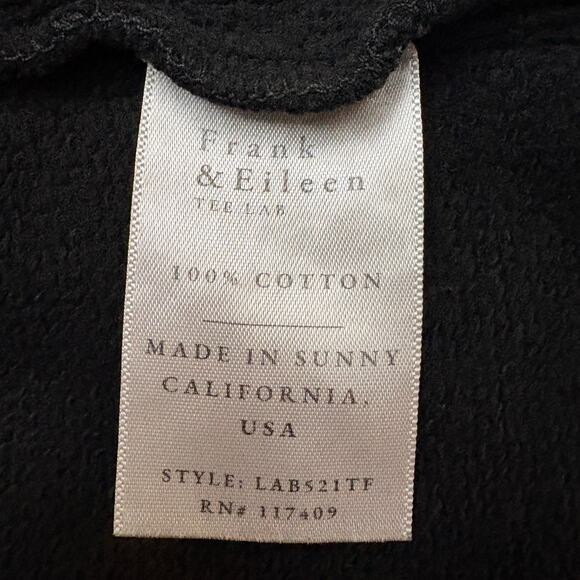 Frank
& Eileen
TEE LAB
100% COTTON
MADE IN SUNNY
CALIFORNIA,
USA
STYLE: LAB521TF
RN# 117409